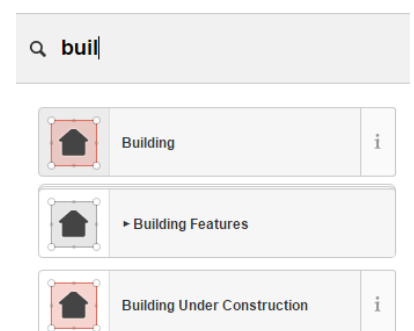 buil
Building
i
▸ Building Features
Building Under Construction
i